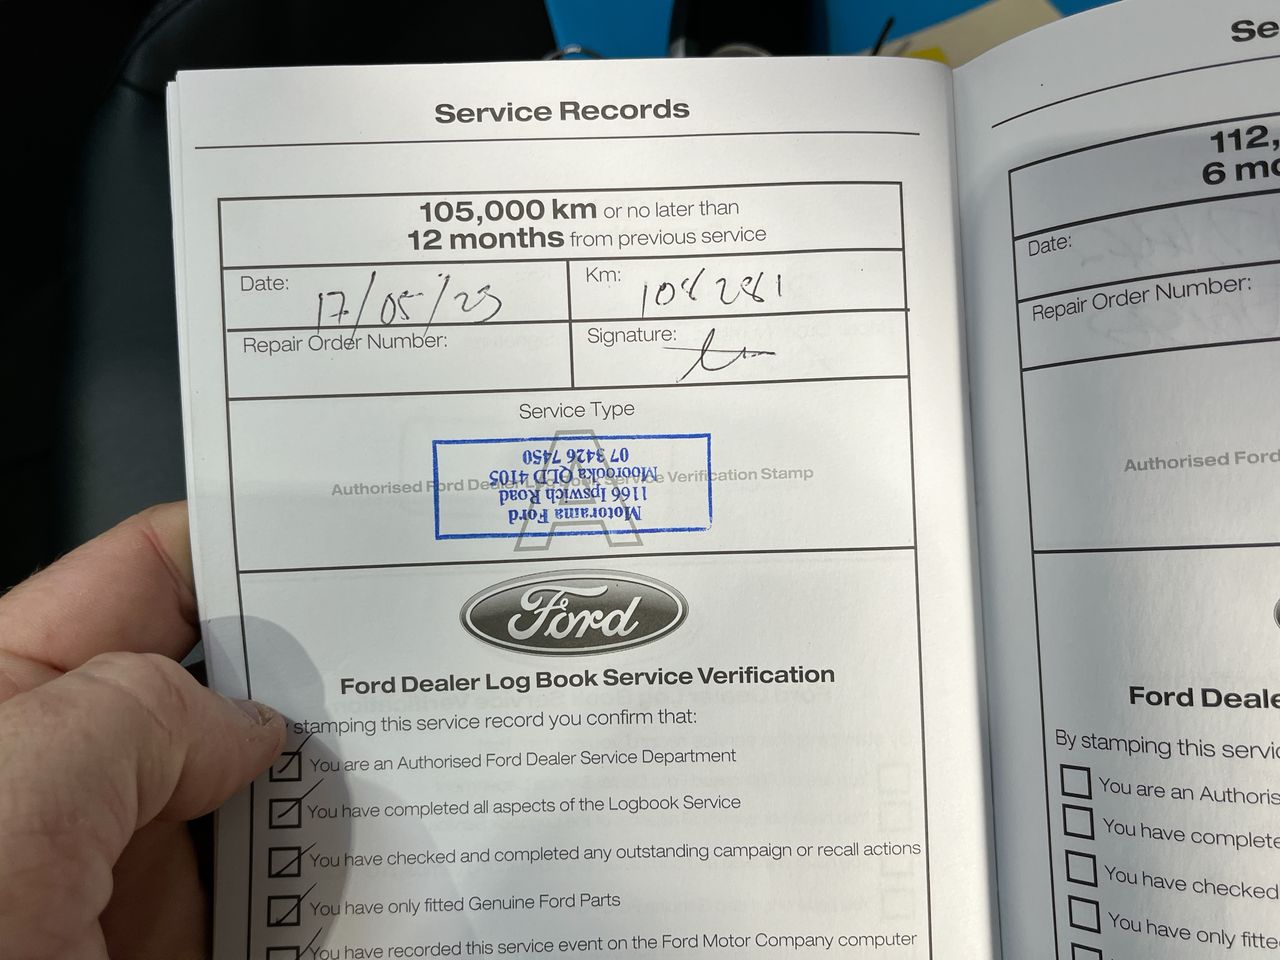 Service Records
105,000 km or no later than
12 months from previous service
Date: 17/05/23
Km: 108281
Repair Order Number:
Signature:
Service Type
A
Authorised Ford Dealer Log Book Service Verification Stamp
Motorama Ford
1166 Ipswich Road
Moorooka QLD 4105
07 3426 7450
Ford
Ford Dealer Log Book Service Verification
stamping this service record you confirm that:
You are an Authorised Ford Dealer Service Department
You have completed all aspects of the Logbook Service
You have checked and completed any outstanding campaign or recall actions
You have only fitted Genuine Ford Parts
You have recorded this service event on the Ford Motor Company computer
Se
112,
6 mo
Date:
Repair Order Number:
Authorised Ford
Ford Deale
By stamping this servic
You are an Authoris
You have complete
You have checked
You have only fitte